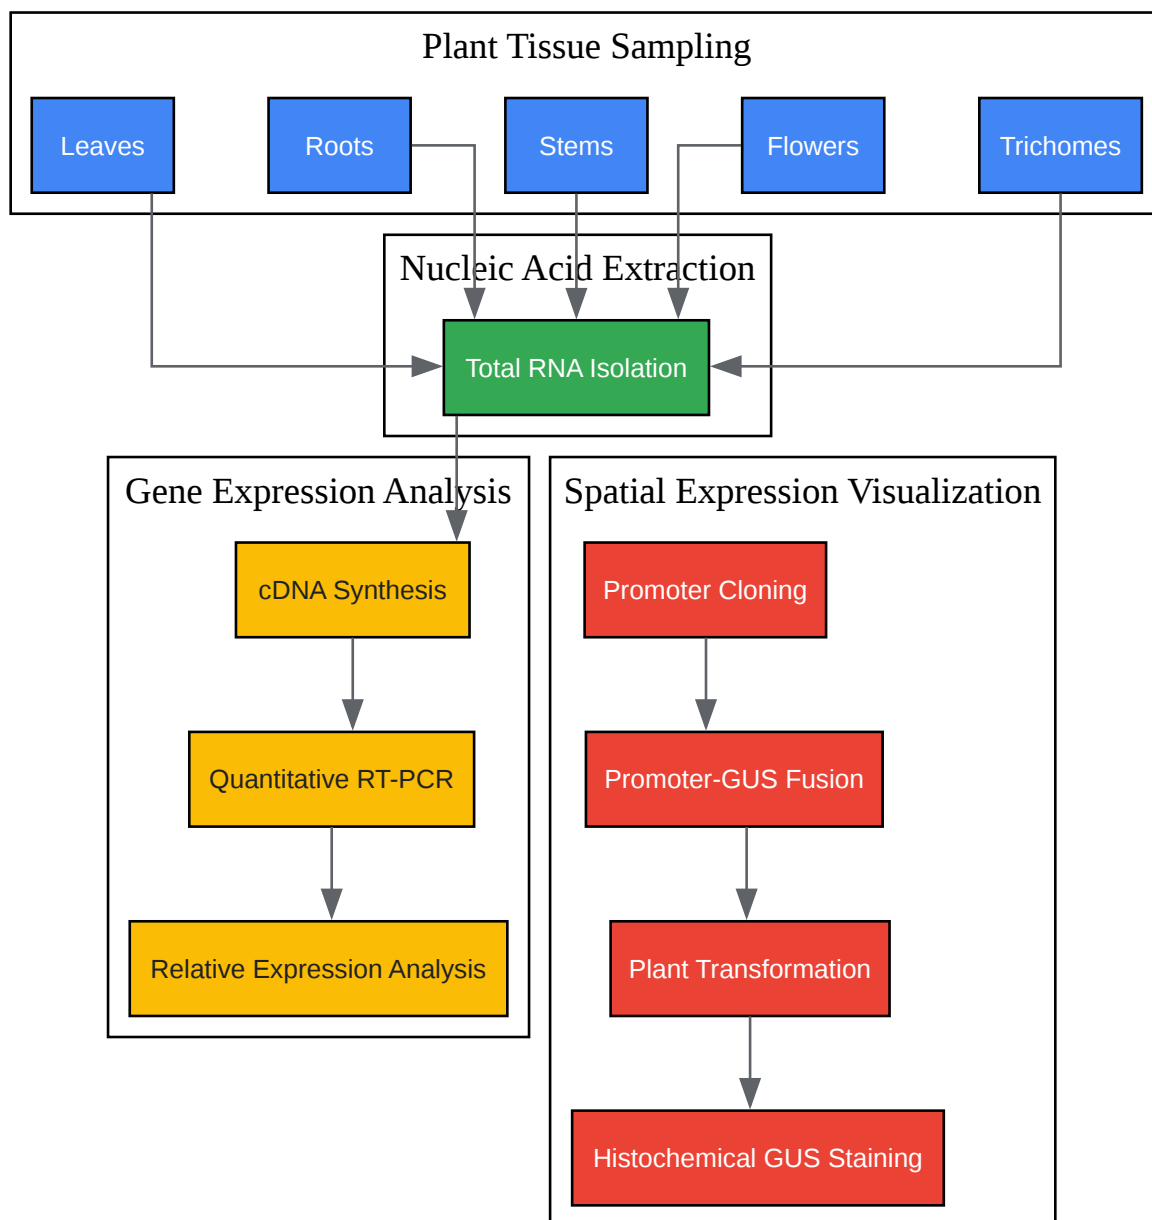 Plant Tissue Sampling
Leaves
Roots
Stems
Flowers
Trichomes
Nucleic Acid Extraction
Total RNA Isolation
Gene Expression Analysis
Spatial Expression Visualization
cDNA Synthesis
Promoter Cloning
Quantitative RT-PCR
Promoter-GUS Fusion
Relative Expression Analysis
Plant Transformation
Histochemical GUS Staining